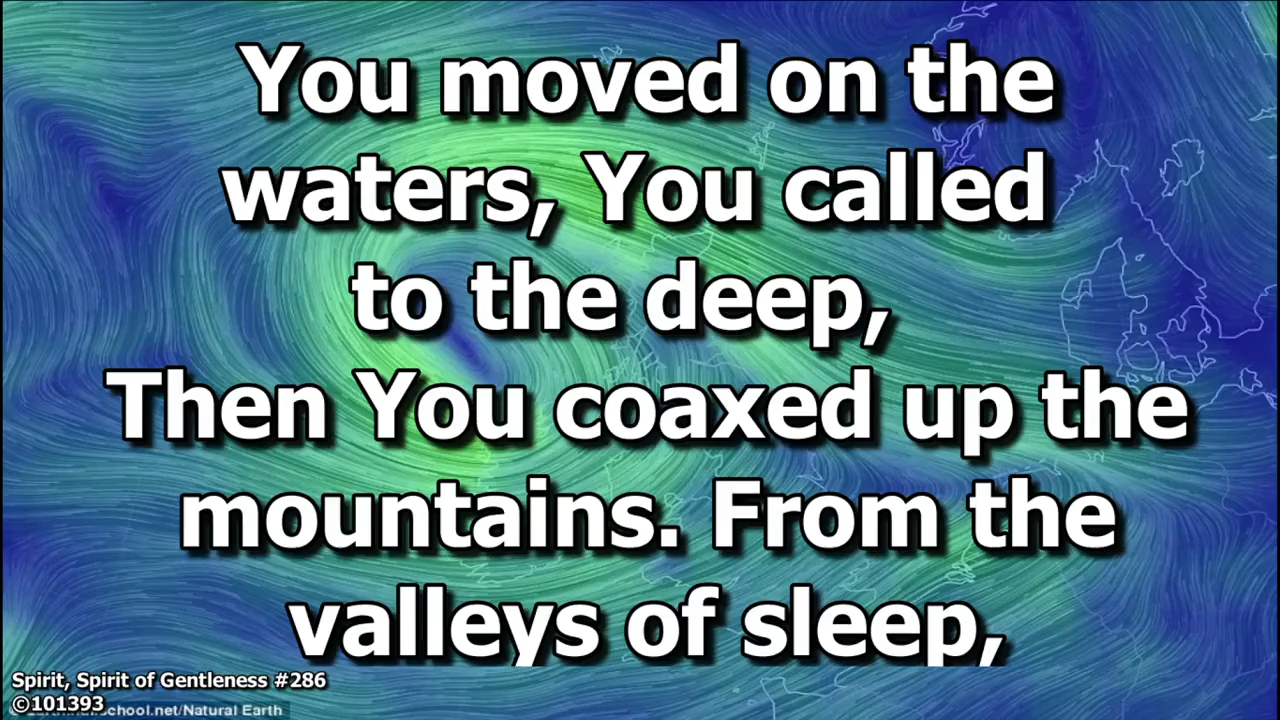 You moved on the
waters, You called
to the deep,
Then You coaxed up the
mountains. From the
valleys of sleep,
Spirit, Spirit of Gentleness #286
©101393
school.net/Natural Earth